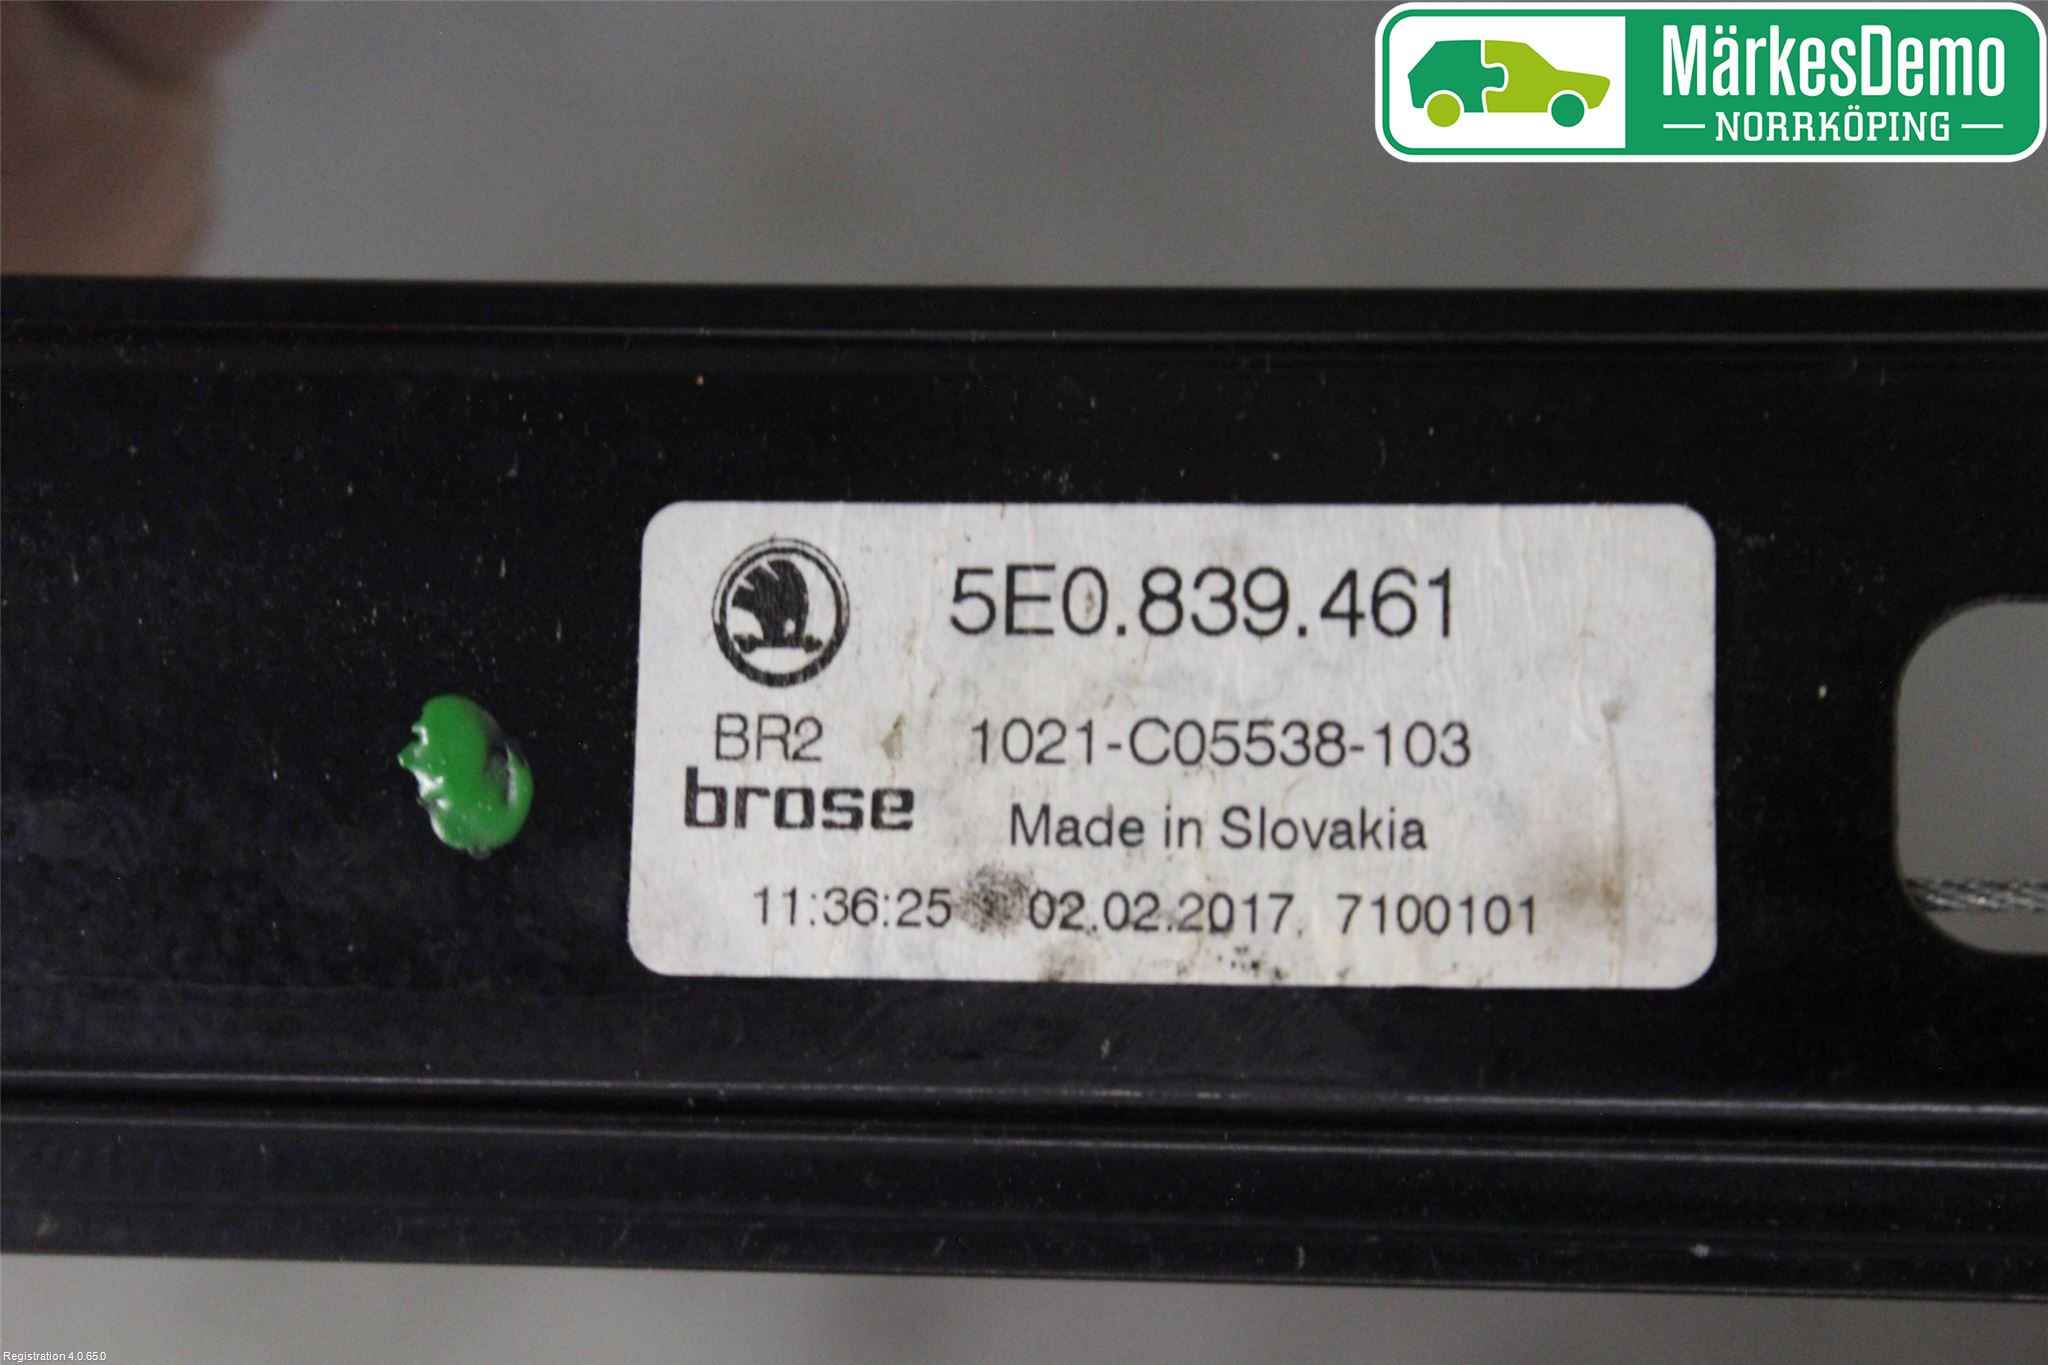 MärkesDemo
NORRKÖPING
5E0.839.461
BR2 1021-C05538-103
brose Made in Slovakia
11:36:25 02.02.2017 7100101
Registration 4.0.65.0